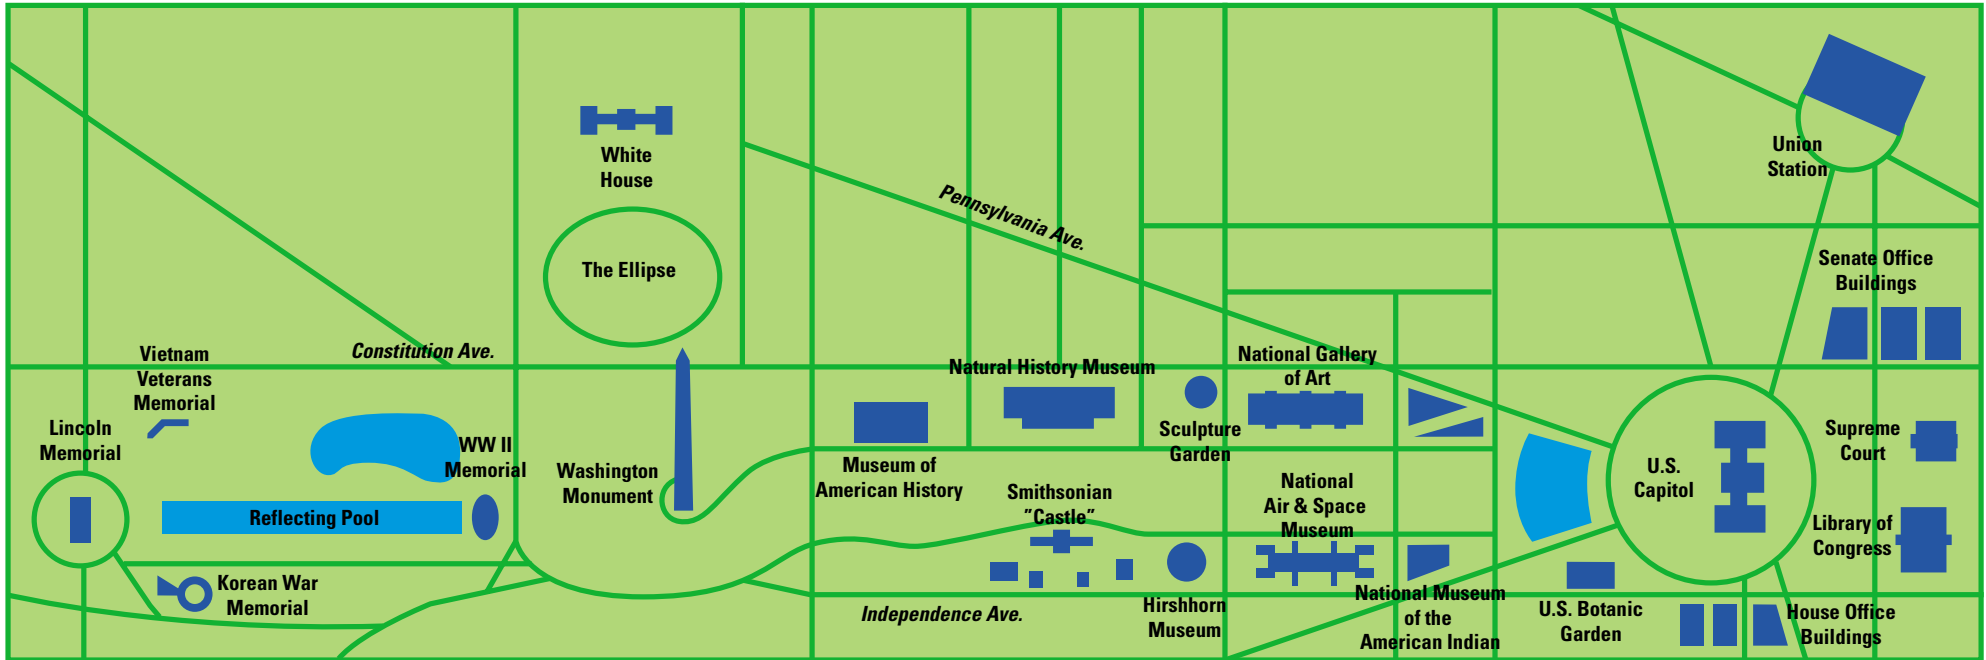 White
House
Union
Station
Pennsylvania Ave.
The Ellipse
Senate Office
Buildings
Constitution Ave.
Vietnam
Veterans
Memorial
Natural History Museum
National Gallery
of Art
Lincoln
Memorial
WW II
Memorial
Washington
Monument
Museum of
American History
Sculpture
Garden
U.S.
Capitol
Supreme
Court
Reflecting Pool
Smithsonian
"Castle"
National
Air & Space
Museum
Library of
Congress
Korean War
Memorial
Independence Ave.
Hirshhorn
Museum
National Museum
of the
American Indian
U.S. Botanic
Garden
House Office
Buildings